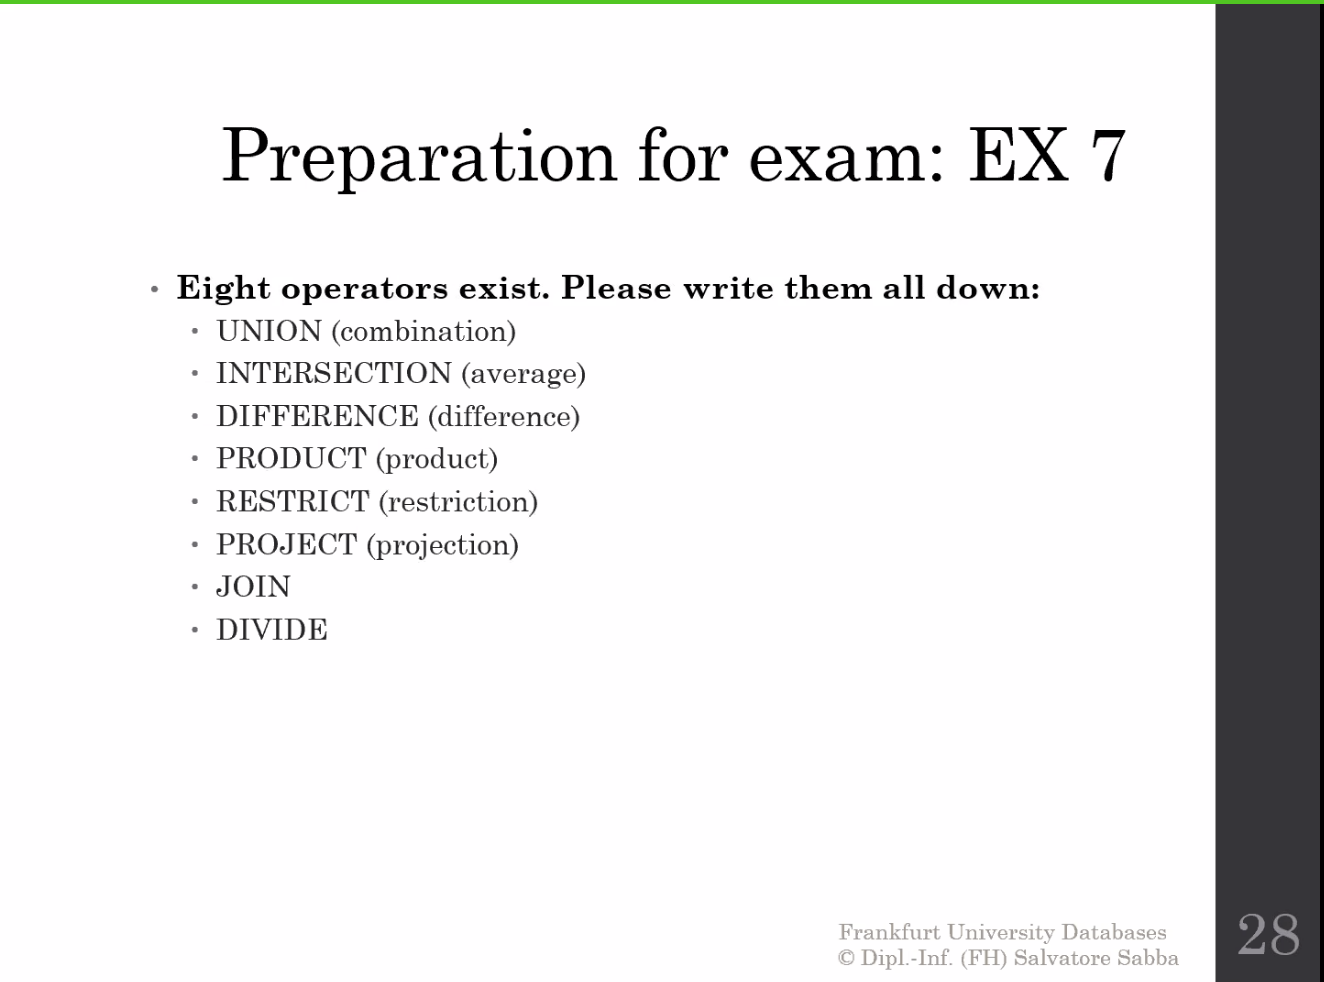 Preparation for exam: EX 7
• Eight operators exist. Please write them all down:
• UNION (combination)
• INTERSECTION (average)
• DIFFERENCE (difference)
• PRODUCT (product)
• RESTRICT (restriction)
• PROJECT (projection)
• JOIN
• DIVIDE
Frankfurt University Databases
© Dipl.-Inf. (FH) Salvatore Sabba
28